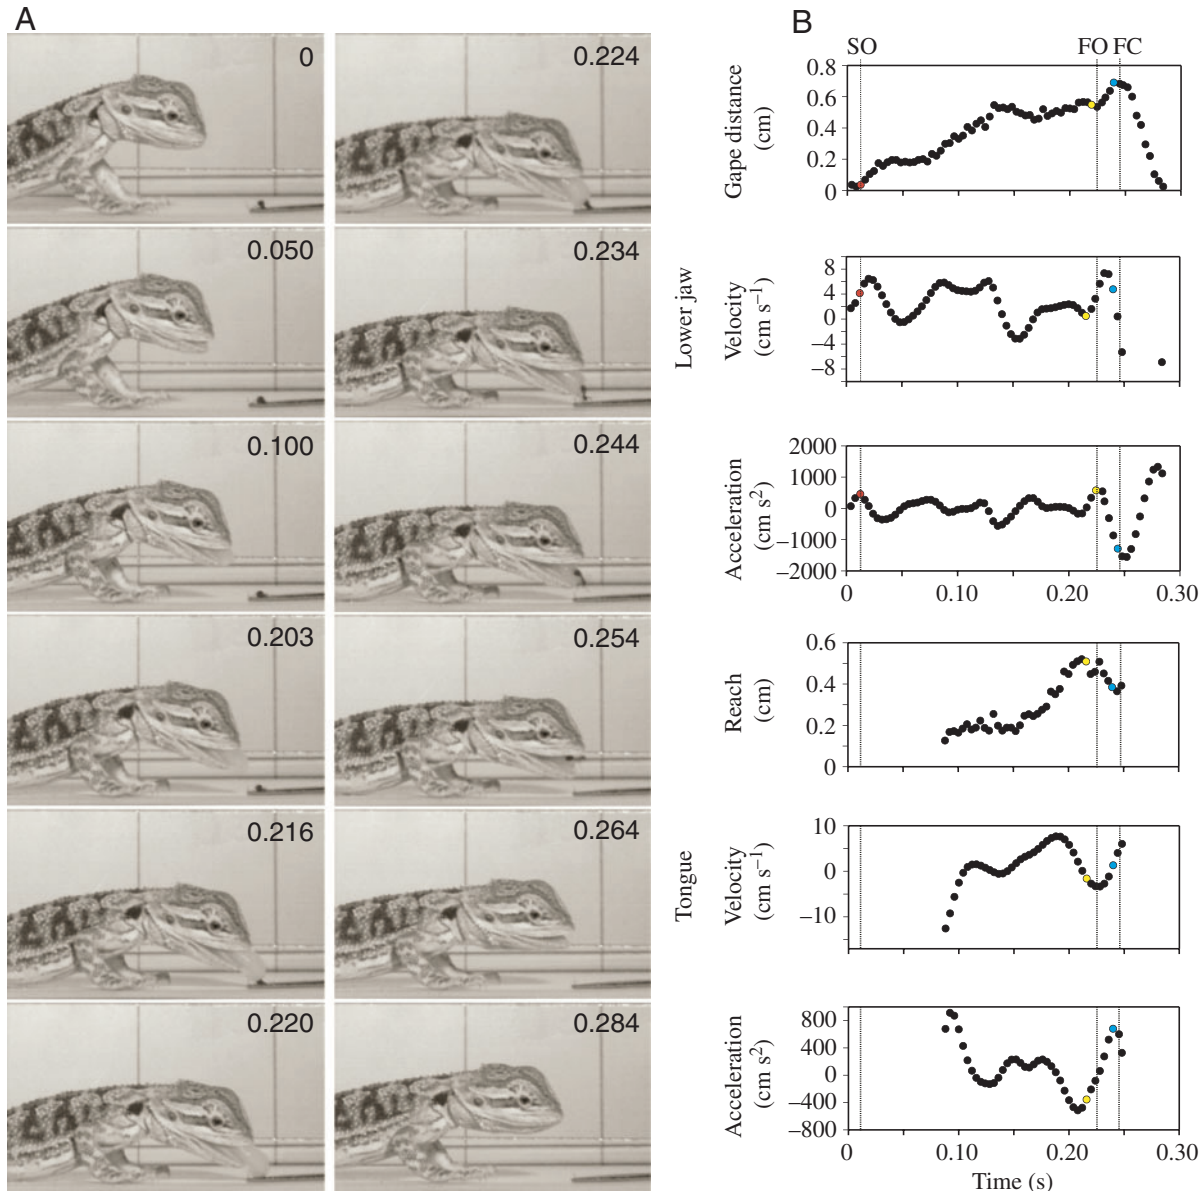 A
0
0.224
0.050
0.234
0.100
0.244
0.203
0.254
0.216
0.264
0.220
0.284
B
SO FO FC
Gape distance
(cm)
0.8
0.6
0.4
0.2
0
Lower jaw
Velocity
(cm s⁻¹)
8
4
0
–4
–8
Acceleration
(cm s²)
2000
1000
0
–1000
–2000
0 0.10 0.20 0.30
Tongue
Reach
(cm)
0.6
0.4
0.2
0
Velocity
(cm s⁻¹)
10
0
–10
Acceleration
(cm s²)
800
400
0
–400
–800
0 0.10 0.20 0.30
Time (s)